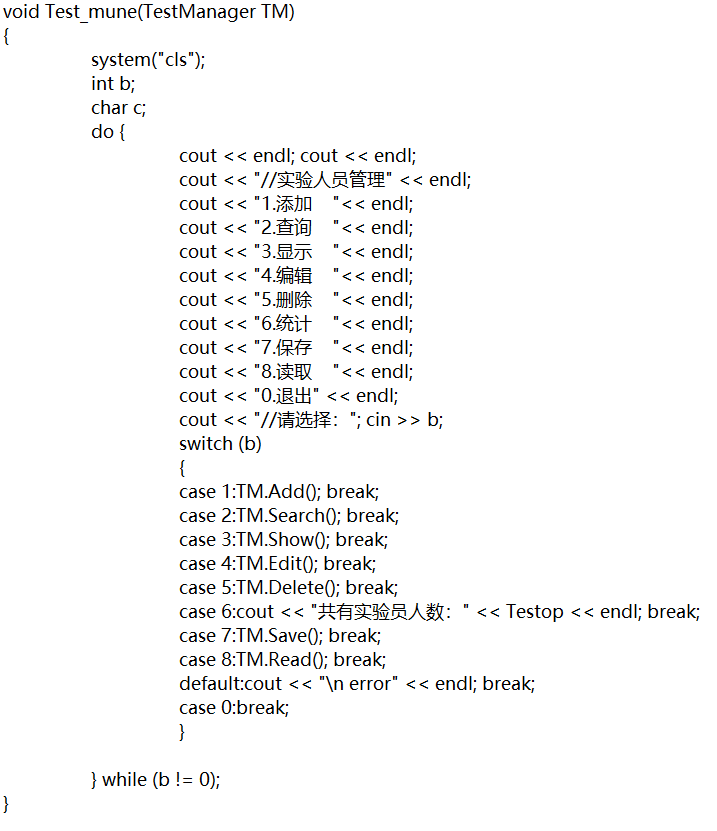 void Test_mune(TestManager TM)
{
system("cls");
int b;
char c;
do {
cout << endl; cout << endl;
cout << "//实验人员管理" << endl;
cout << "1.添加    "<< endl;
cout << "2.查询    "<< endl;
cout << "3.显示    "<< endl;
cout << "4.编辑    "<< endl;
cout << "5.删除    "<< endl;
cout << "6.统计    "<< endl;
cout << "7.保存    "<< endl;
cout << "8.读取    "<< endl;
cout << "0.退出" << endl;
cout << "//请选择："; cin >> b;
switch (b)
{
case 1:TM.Add(); break;
case 2:TM.Search(); break;
case 3:TM.Show(); break;
case 4:TM.Edit(); break;
case 5:TM.Delete(); break;
case 6:cout << "共有实验员人数：" << Testop << endl; break;
case 7:TM.Save(); break;
case 8:TM.Read(); break;
default:cout << "\n error" << endl; break;
case 0:break;
}
} while (b != 0);
}